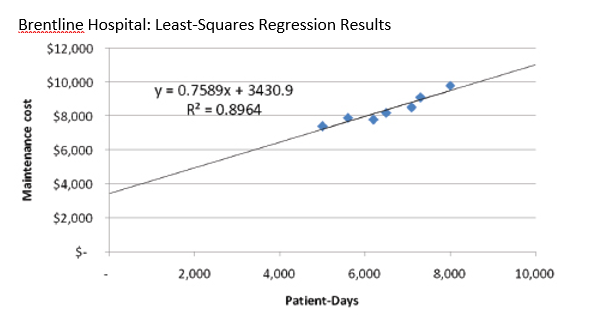 Brentline Hospital: Least-Squares Regression Results
$12,000
$10,000
y = 0.7589x + 3430.9
R² = 0.8964
$8,000
Maintenance cost
$6,000
$4,000
$2,000
$-
- 2,000 4,000 6,000 8,000 10,000
Patient-Days